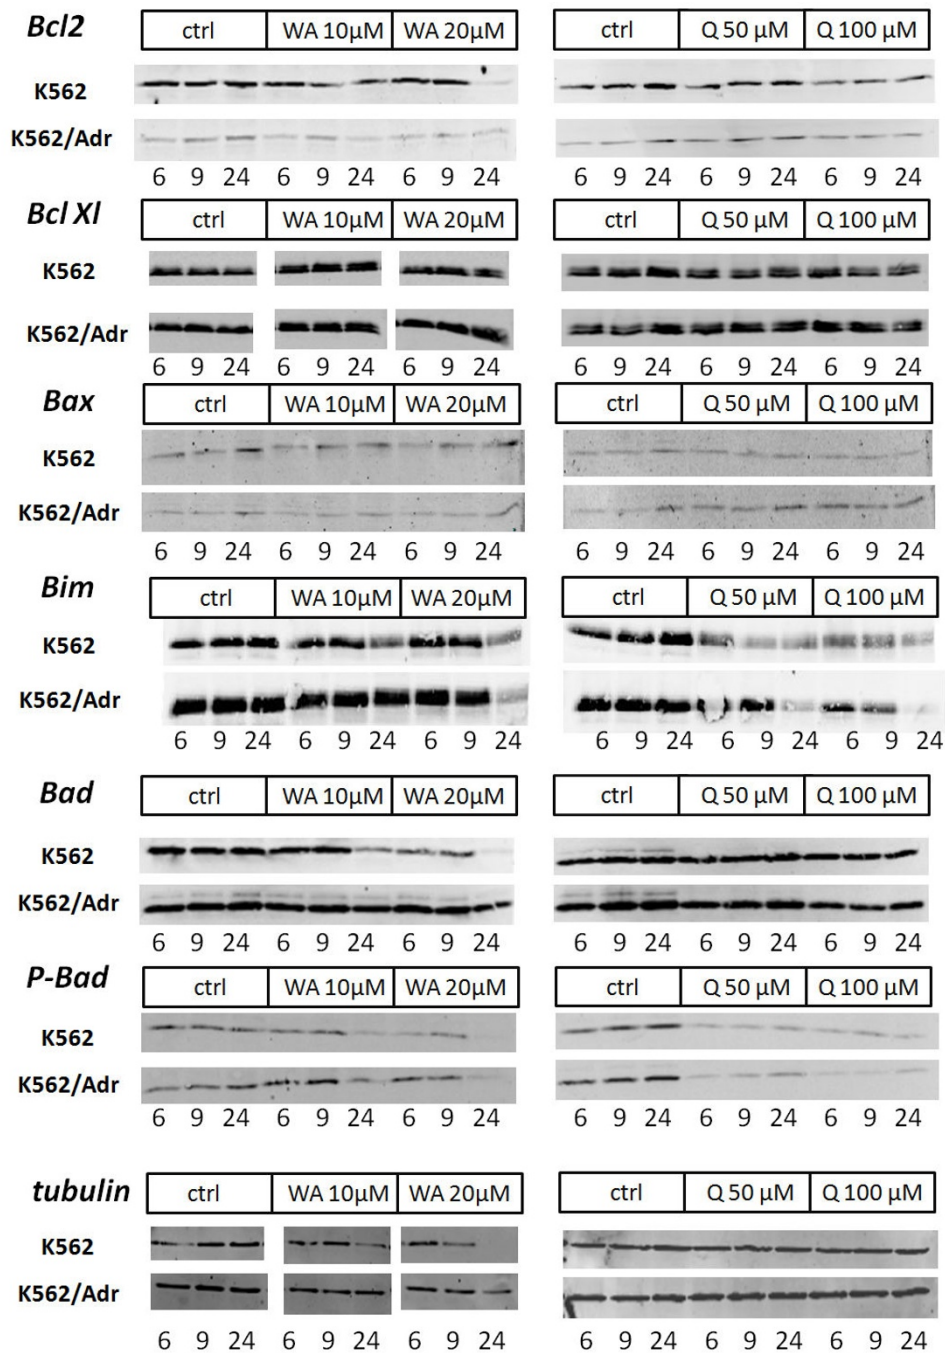 Bcl2 ctrl WA 10µM WA 20µM ctrl Q 50 µM Q 100 µM
K562
K562/Adr
6 9 24 6 9 24 6 9 24 6 9 24 6 9 24 6 9 24
Bcl Xl ctrl WA 10µM WA 20µM ctrl Q 50 µM Q 100 µM
K562
K562/Adr
6 9 24 6 9 24 6 9 24 6 9 24 6 9 24 6 9 24
Bax ctrl WA 10µM WA 20µM ctrl Q 50 µM Q 100 µM
K562
K562/Adr
6 9 24 6 9 24 6 9 24 6 9 24 6 9 24 6 9 24
Bim ctrl WA 10µM WA 20µM ctrl Q 50 µM Q 100 µM
K562
K562/Adr
6 9 24 6 9 24 6 9 24 6 9 24 6 9 24 6 9 24
Bad ctrl WA 10µM WA 20µM ctrl Q 50 µM Q 100 µM
K562
K562/Adr
6 9 24 6 9 24 6 9 24 6 9 24 6 9 24 6 9 24
P-Bad ctrl WA 10µM WA 20µM ctrl Q 50 µM Q 100 µM
K562
K562/Adr
6 9 24 6 9 24 6 9 24 6 9 24 6 9 24 6 9 24
tubulin ctrl WA 10µM WA 20µM ctrl Q 50 µM Q 100 µM
K562
K562/Adr
6 9 24 6 9 24 6 9 24 6 9 24 6 9 24 6 9 24